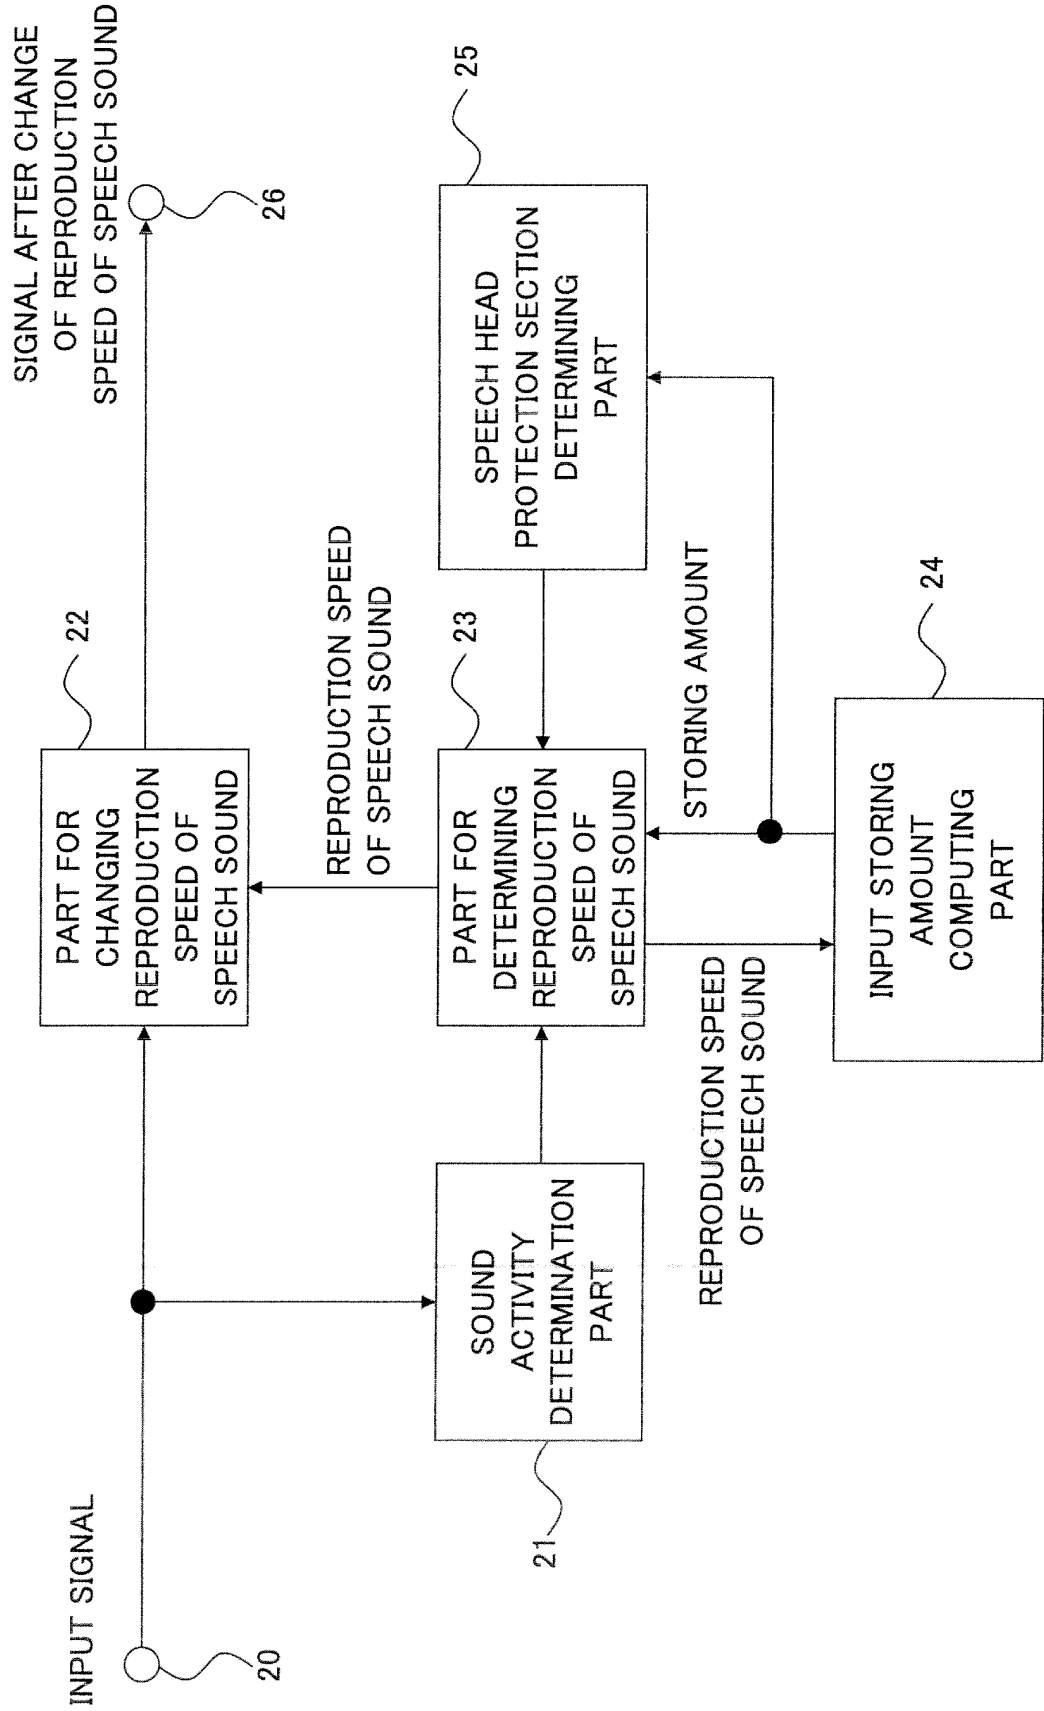 INPUT SIGNAL
20
SIGNAL AFTER CHANGE
OF REPRODUCTION
SPEED OF SPEECH SOUND
26
PART FOR
CHANGING
REPRODUCTION
SPEED OF
SPEECH SOUND
22
REPRODUCTION SPEED
OF SPEECH SOUND
SOUND
ACTIVITY
DETERMINATION
PART
21
PART FOR
DETERMINING
REPRODUCTION
SPEED OF
SPEECH SOUND
23
SPEECH HEAD
PROTECTION SECTION
DETERMINING
PART
25
REPRODUCTION SPEED
OF SPEECH SOUND
STORING AMOUNT
INPUT STORING
AMOUNT
COMPUTING
PART
24